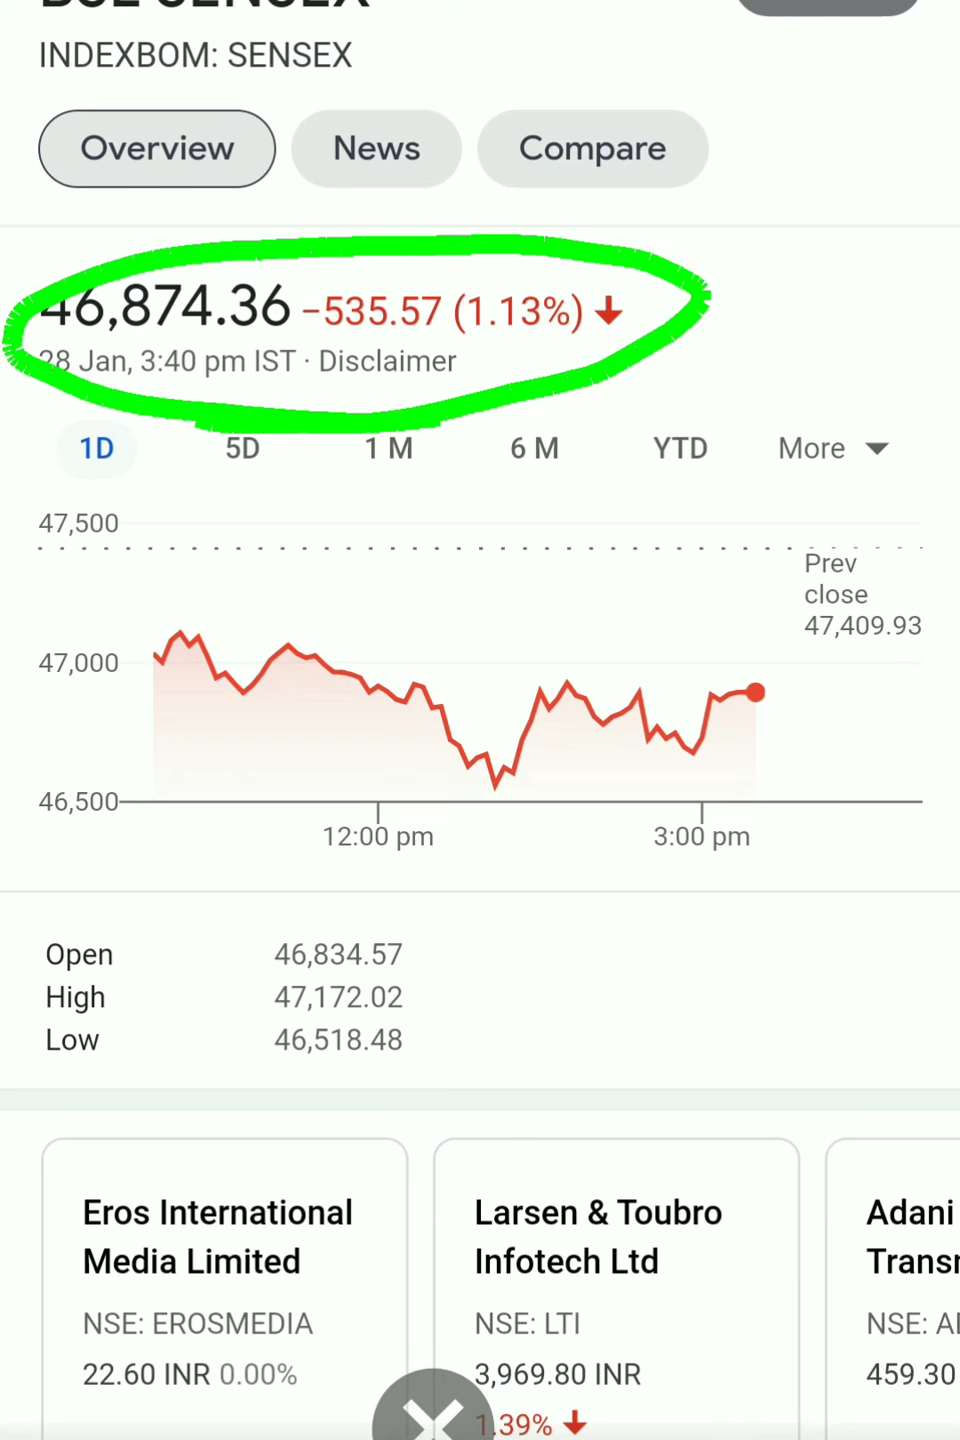 BSE SENSEX
INDEXBOM: SENSEX
Overview News Compare
46,874.36 −535.57 (1.13%)
28 Jan, 3:40 pm IST · Disclaimer
1D 5D 1 M 6 M YTD More
47,500
Prev
close
47,409.93
47,000
46,500
12:00 pm 3:00 pm
Open 46,834.57
High 47,172.02
Low 46,518.48
Eros International
Media Limited
NSE: EROSMEDIA
22.60 INR 0.00%
Larsen & Toubro
Infotech Ltd
NSE: LTI
3,969.80 INR
1.39%
Adani
NSE:
459.30